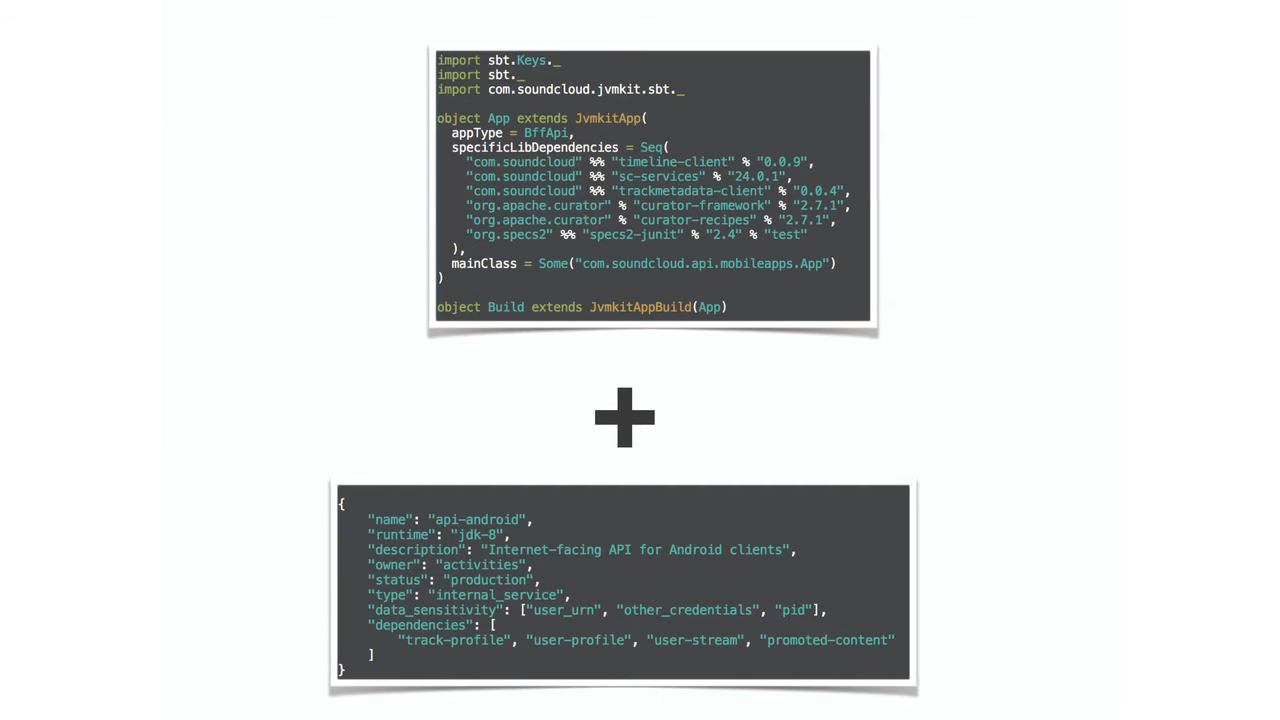 import sbt.Keys._
import sbt._
import com.soundcloud.jvmkit.sbt._

object App extends JvmkitApp(
  appType = BffApi,
  specificLibDependencies = Seq(
    "com.soundcloud" %% "timeline-client" % "0.0.9",
    "com.soundcloud" %% "sc-services" % "24.0.1",
    "com.soundcloud" %% "trackmetadata-client" % "0.0.4",
    "org.apache.curator" % "curator-framework" % "2.7.1",
    "org.apache.curator" % "curator-recipes" % "2.7.1",
    "org.specs2" %% "specs2-junit" % "2.4" % "test"
  ),
  mainClass = Some("com.soundcloud.api.mobileapps.App")
)

object Build extends JvmkitAppBuild(App)
+
{
    "name": "api-android",
    "runtime": "jdk-8",
    "description": "Internet-facing API for Android clients",
    "owner": "activities",
    "status": "production",
    "type": "internal_service",
    "data_sensitivity": ["user_urn", "other_credentials", "pid"],
    "dependencies": [
        "track-profile", "user-profile", "user-stream", "promoted-content"
    ]
}